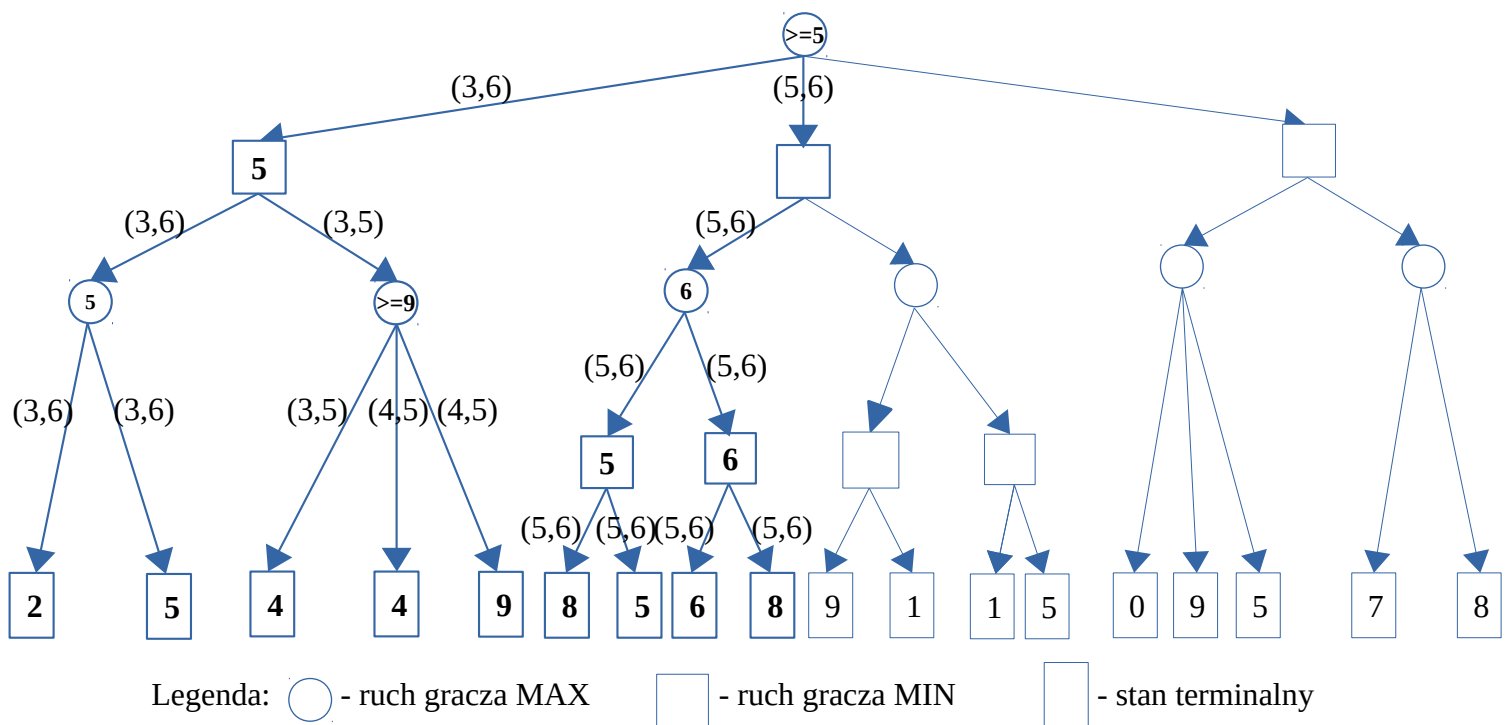 >=5
(3,6) (5,6)
5
(3,6) (3,5) (5,6)
5 >=9 6
(5,6) (5,6)
(3,6) (3,6) (3,5) (4,5) (4,5)
5 6
(5,6) (5,6) (5,6) (5,6)
2 5 4 4 9 8 5 6 8 9 1 1 5 0 9 5 7 8
Legenda: - ruch gracza MAX - ruch gracza MIN - stan terminalny